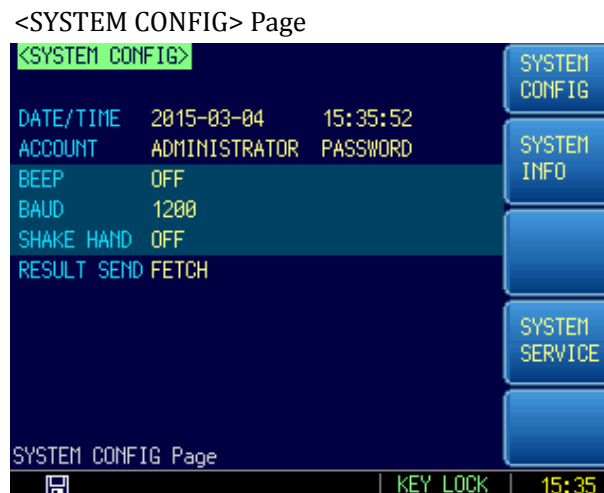 <SYSTEM CONFIG> Page
<SYSTEM CONFIG>
DATE/TIME 2015-03-04 15:35:52
ACCOUNT ADMINISTRATOR PASSWORD
BEEP OFF
BAUD 1200
SHAKE HAND OFF
RESULT SEND FETCH
SYSTEM CONFIG Page
SYSTEM
CONFIG
SYSTEM
INFO
SYSTEM
SERVICE
KEY LOCK 15:35